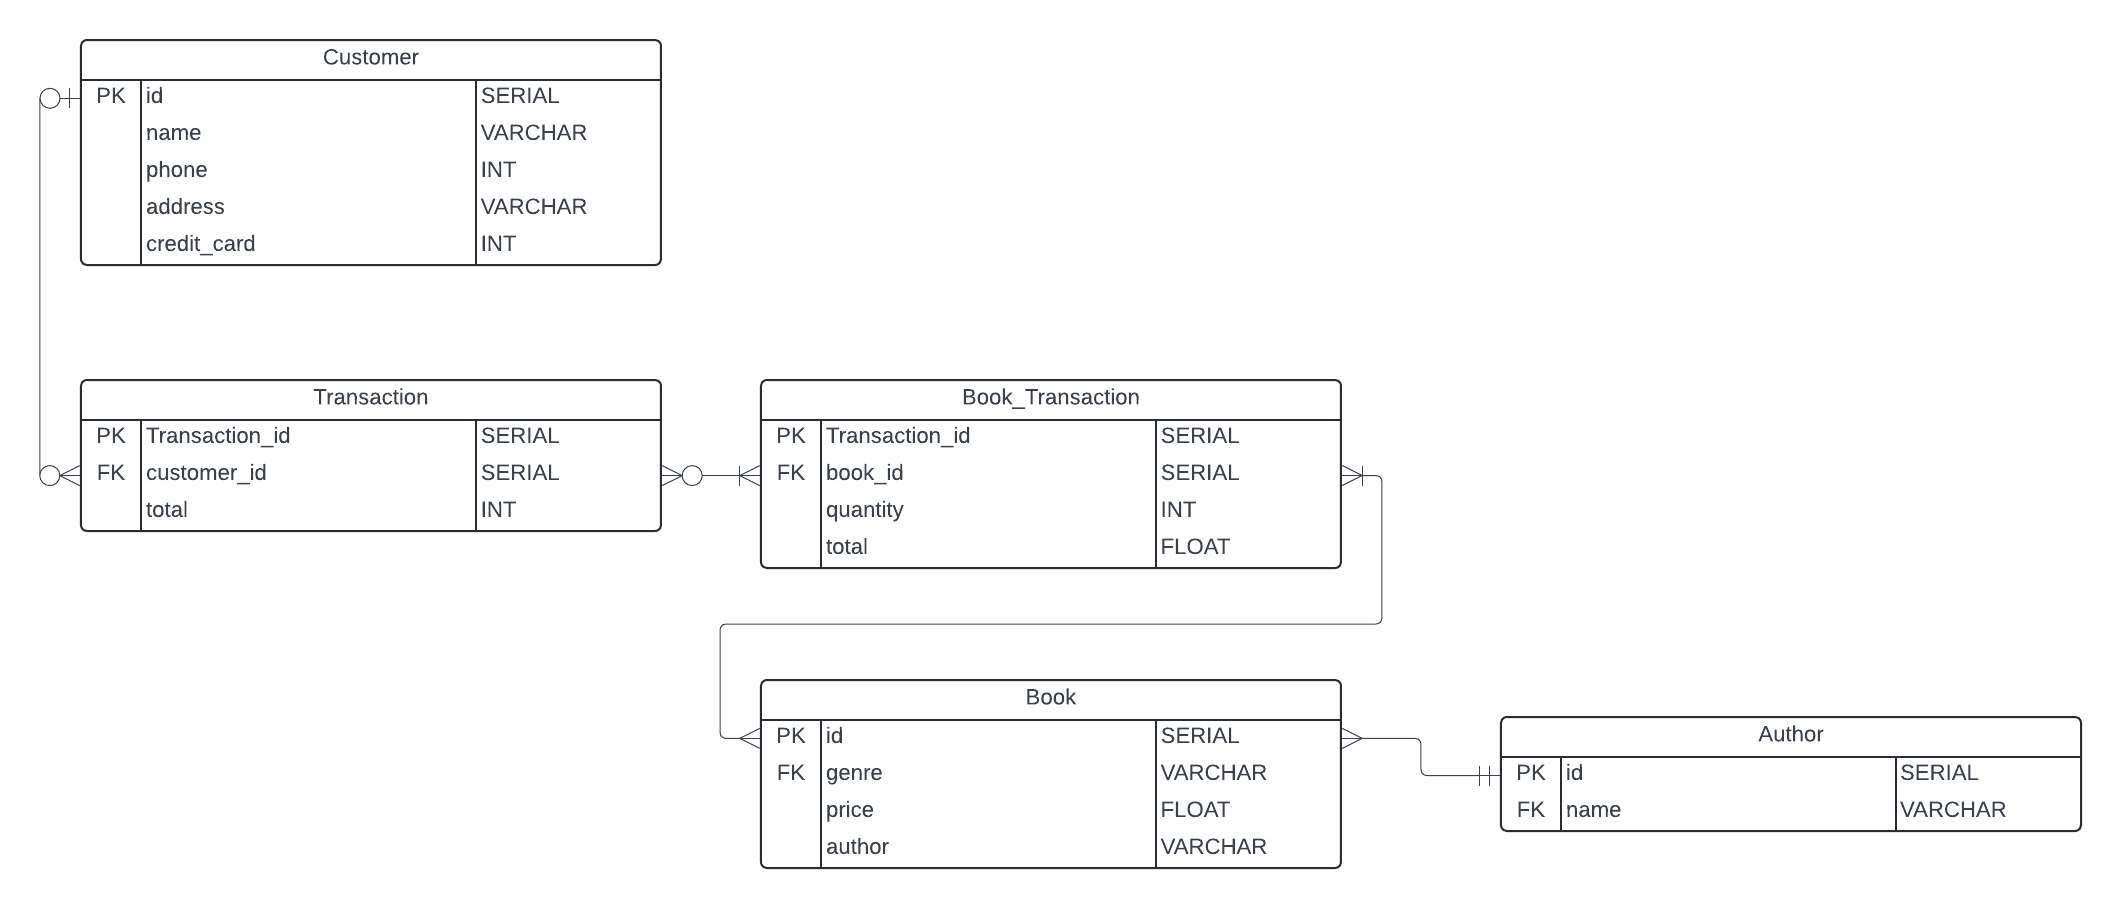 Customer
PK id SERIAL
name VARCHAR
phone INT
address VARCHAR
credit_card INT
Transaction
PK Transaction_id SERIAL
FK customer_id SERIAL
total INT
Book_Transaction
PK Transaction_id SERIAL
FK book_id SERIAL
quantity INT
total FLOAT
Book
PK id SERIAL
FK genre VARCHAR
price FLOAT
author VARCHAR
Author
PK id SERIAL
FK name VARCHAR